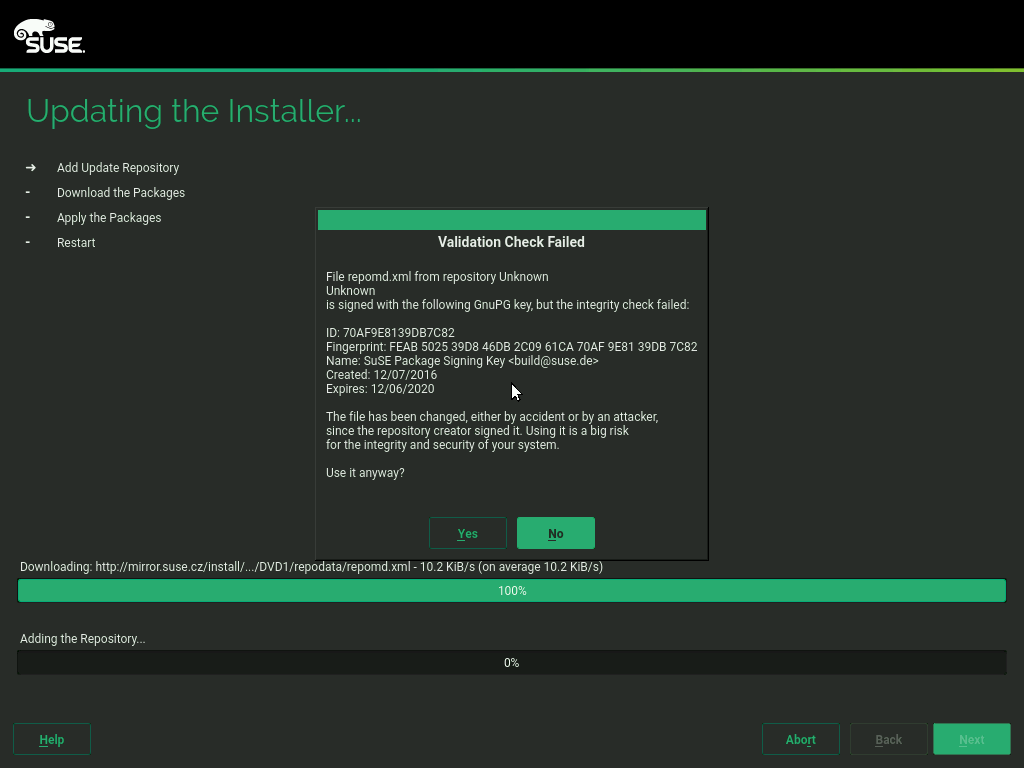 SUSE.
Updating the Installer...
➔ Add Update Repository
- Download the Packages
- Apply the Packages
- Restart
Validation Check Failed
File repomd.xml from repository Unknown
Unknown
is signed with the following GnuPG key, but the integrity check failed:
ID: 70AF9E8139DB7C82
Fingerprint: FEAB 5025 39D8 46DB 2C09 61CA 70AF 9E81 39DB 7C82
Name: SuSE Package Signing Key <build@suse.de>
Created: 12/07/2016
Expires: 12/06/2020
The file has been changed, either by accident or by an attacker,
since the repository creator signed it. Using it is a big risk
for the integrity and security of your system.
Use it anyway?
Yes No
Downloading: http://mirror.suse.cz/install/.../DVD1/repodata/repomd.xml - 10.2 KiB/s (on average 10.2 KiB/s)
100%
Adding the Repository...
0%
Help Abort Back Next